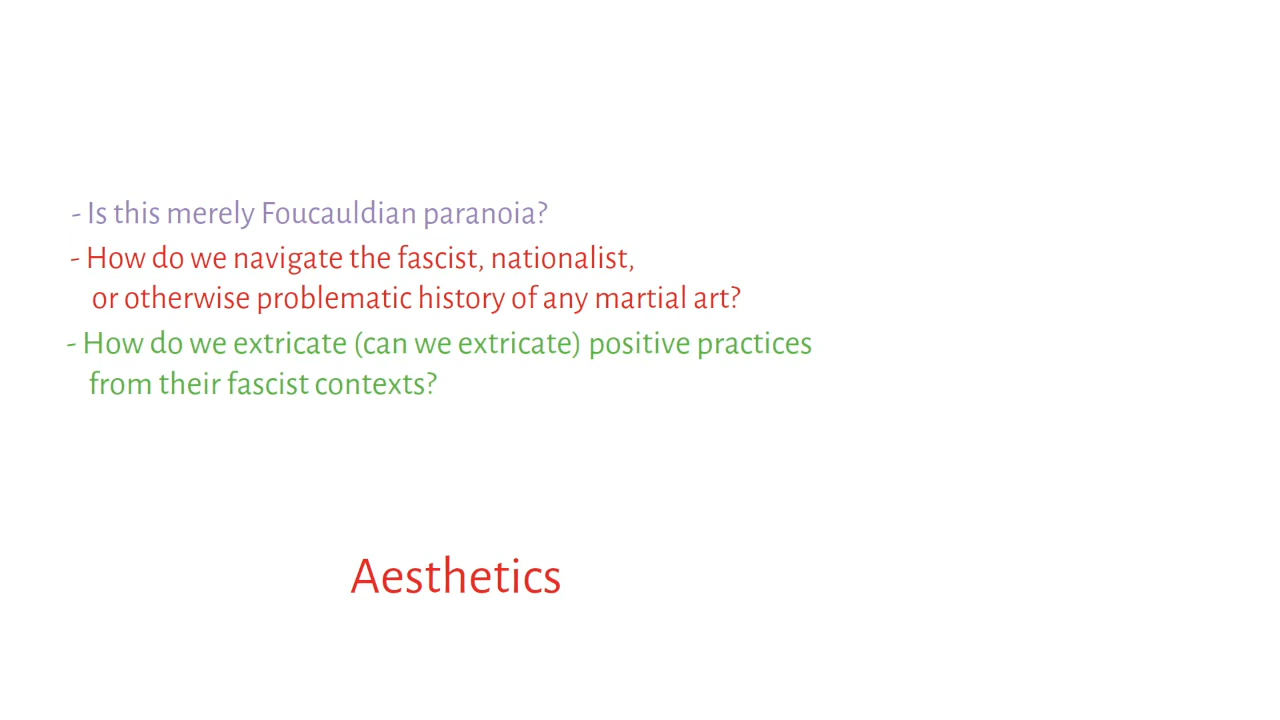 - Is this merely Foucauldian paranoia?
- How do we navigate the fascist, nationalist,
or otherwise problematic history of any martial art?
- How do we extricate (can we extricate) positive practices
from their fascist contexts?
Aesthetics